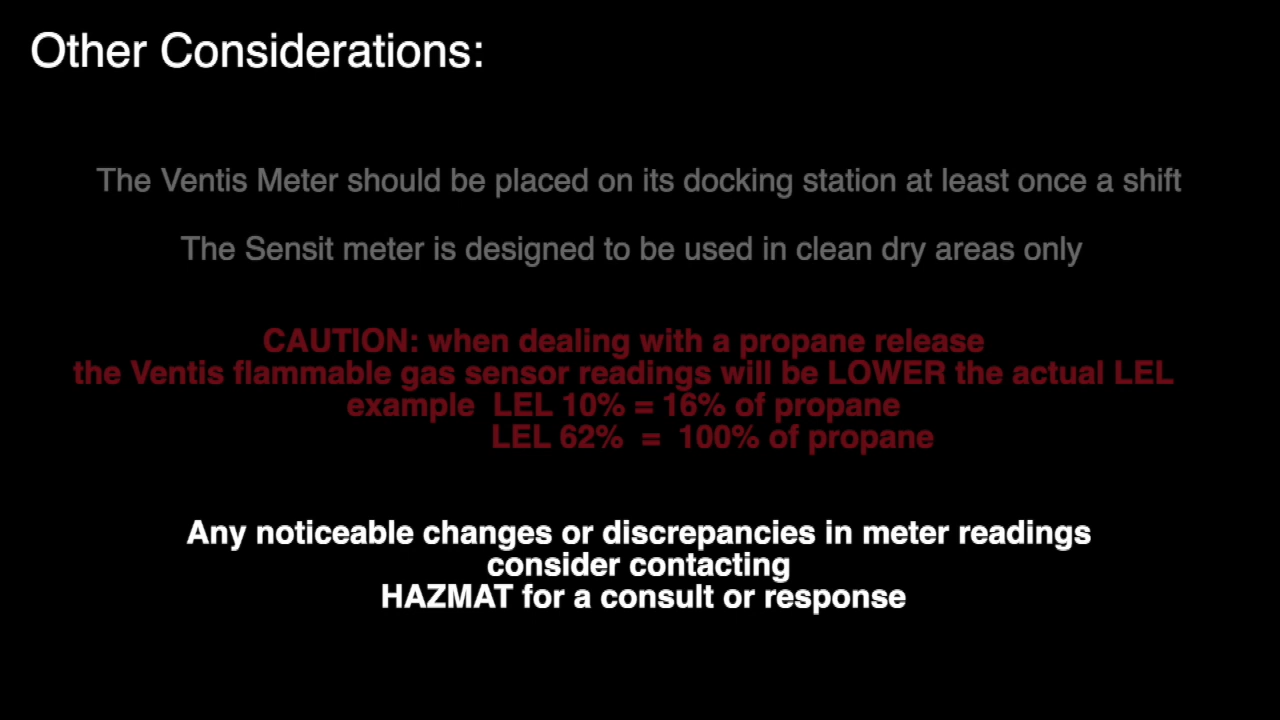 Other Considerations:
The Ventis Meter should be placed on its docking station at least once a shift
The Sensit meter is designed to be used in clean dry areas only
CAUTION: when dealing with a propane release
the Ventis flammable gas sensor readings will be LOWER the actual LEL
example LEL 10% = 16% of propane
LEL 62% = 100% of propane
Any noticeable changes or discrepancies in meter readings
consider contacting
HAZMAT for a consult or response